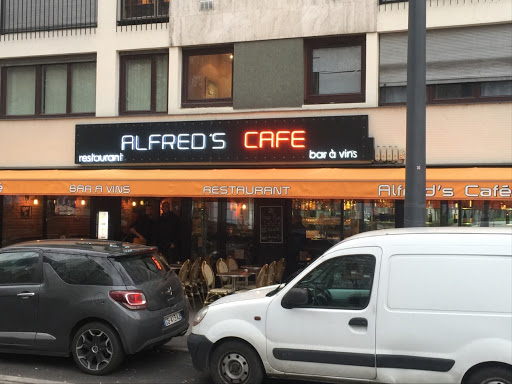 ALFRED'S CAFE
restaurant bar à vins
BAR À VINS RESTAURANT Alfred's Café